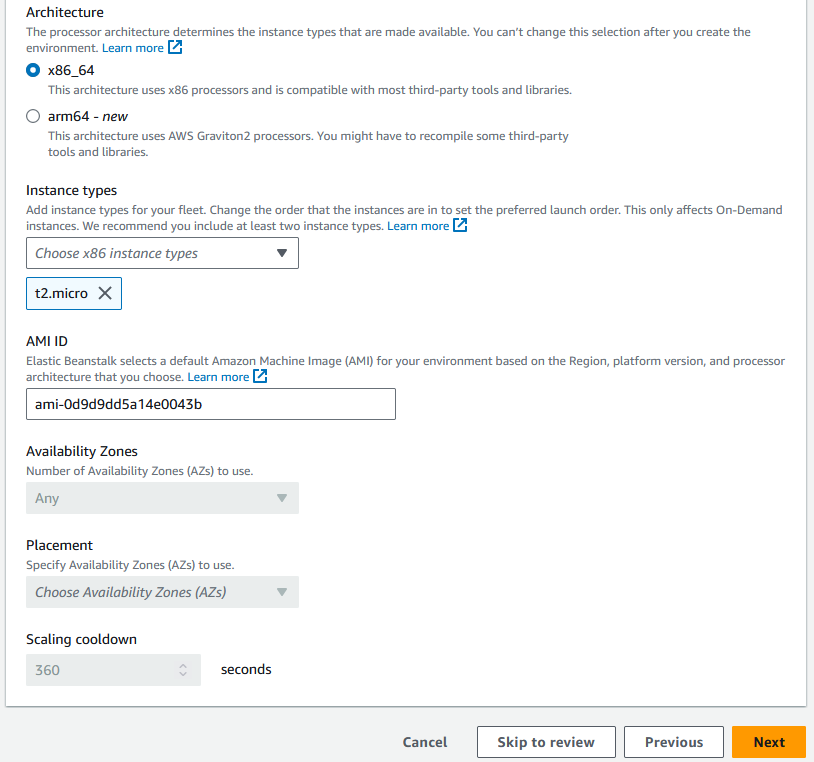 Architecture
The processor architecture determines the instance types that are made available. You can't change this selection after you create the
environment. Learn more
x86_64
This architecture uses x86 processors and is compatible with most third-party tools and libraries.
arm64 - new
This architecture uses AWS Graviton2 processors. You might have to recompile some third-party
tools and libraries.
Instance types
Add instance types for your fleet. Change the order that the instances are in to set the preferred launch order. This only affects On-Demand
instances. We recommend you include at least two instance types. Learn more
Choose x86 instance types
t2.micro
AMI ID
Elastic Beanstalk selects a default Amazon Machine Image (AMI) for your environment based on the Region, platform version, and processor
architecture that you choose. Learn more
ami-0d9d9dd5a14e0043b
Availability Zones
Number of Availability Zones (AZs) to use.
Any
Placement
Specify Availability Zones (AZs) to use.
Choose Availability Zones (AZs)
Scaling cooldown
360 seconds
Cancel Skip to review Previous Next